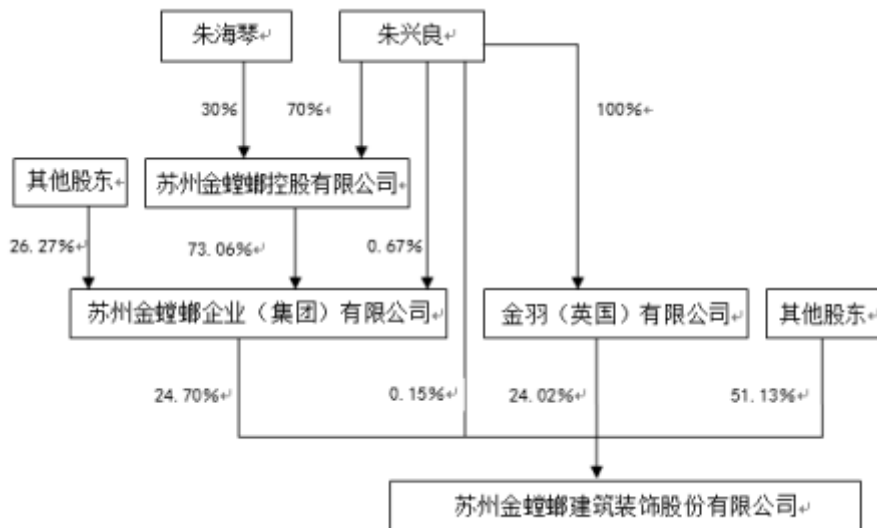 朱海琴
朱兴良
30%
70%
100%
其他股东
苏州金螳螂控股有限公司
26.27%
73.06%
0.67%
苏州金螳螂企业（集团）有限公司
金羽（英国）有限公司
其他股东
24.70%
0.15%
24.02%
51.13%
苏州金螳螂建筑装饰股份有限公司